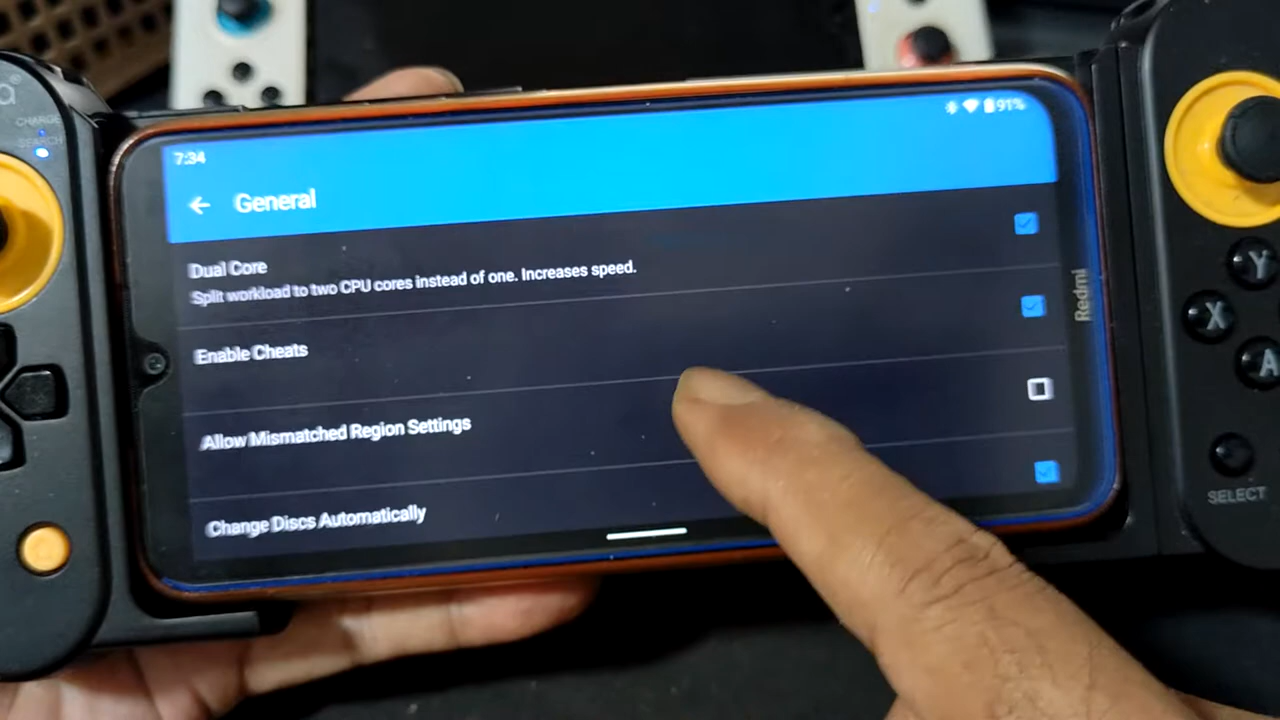 CHARGE
SEARCH
7:34
91%
General
Dual Core
Split workload to two CPU cores instead of one. Increases speed.
Enable Cheats
Allow Mismatched Region Settings
Change Discs Automatically
Redmi
Y
X
A
SELECT